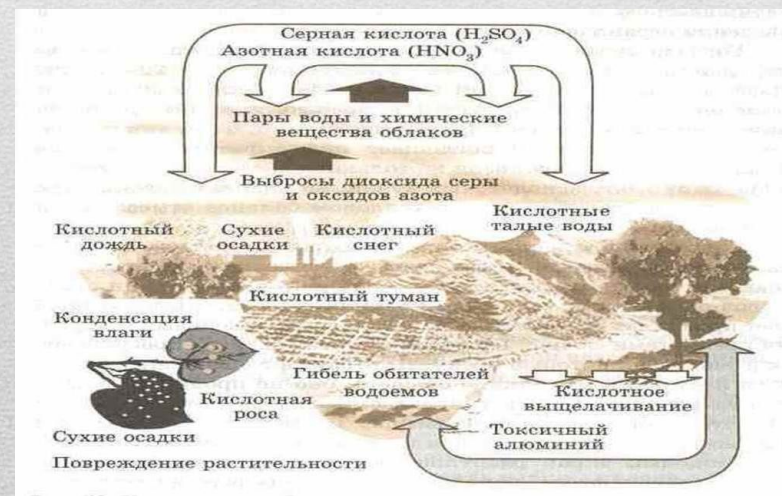 Серная кислота (H₂SO₄)
Азотная кислота (HNO₃)
Пары воды и химические
вещества облаков
Выбросы диоксида серы
и оксидов азота
Кислотный
дождь
Сухие
осадки
Кислотный
снег
Кислотные
талые воды
Кислотный туман
Конденсация
влаги
Кислотная
роса
Сухие осадки
Гибель обитателей
водоемов
Кислотное
выщелачивание
Токсичный
алюминий
Повреждение растительности